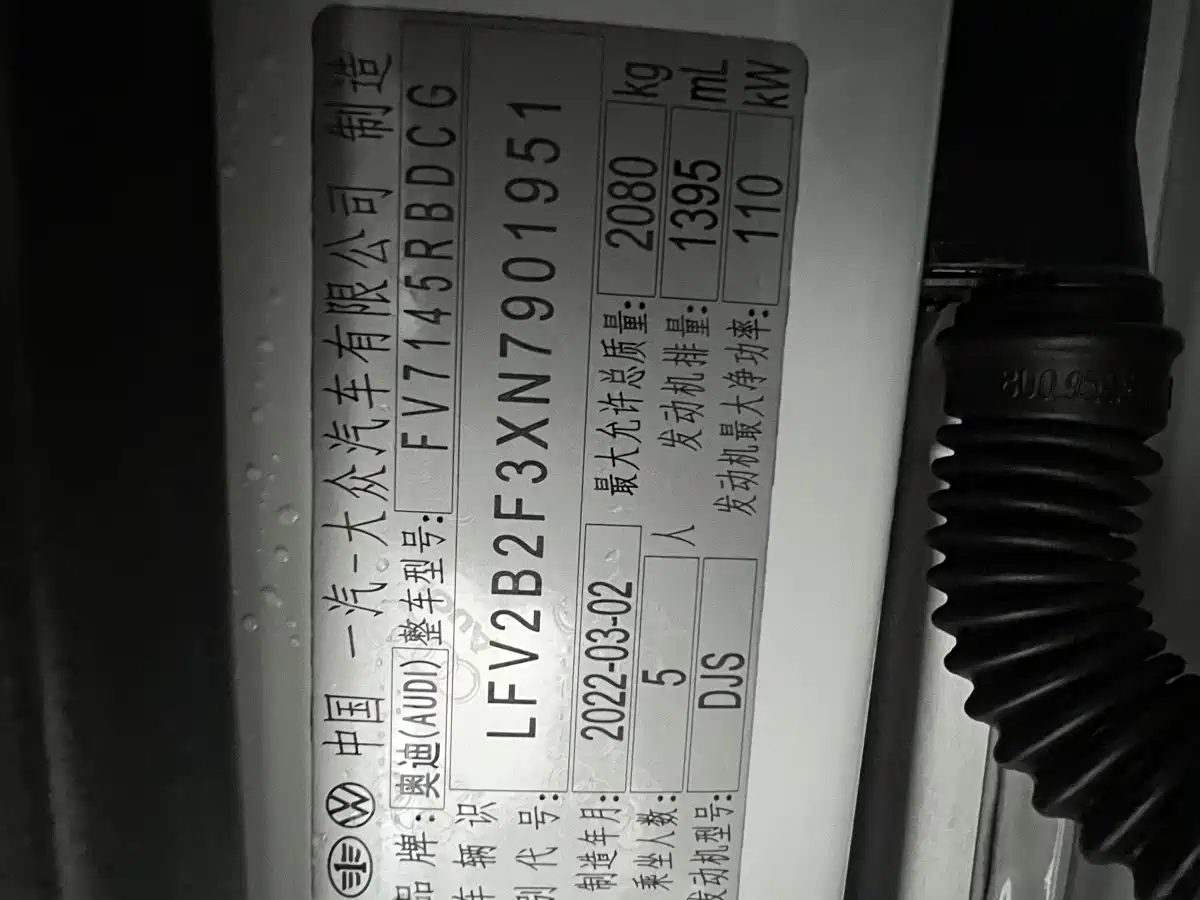 中国 一汽-大众汽车有限公司 制造
品牌: 奥迪(AUDI) 整车型号: FV7145RBDCG
车辆识别代号: LFV2B2F3XN7901951
制造年月: 2022-03-02 最大允许总质量: 2080 kg
乘坐人数: 5 人 发动机排量: 1395 mL
发动机型号: DJS 发动机最大净功率: 110 kW